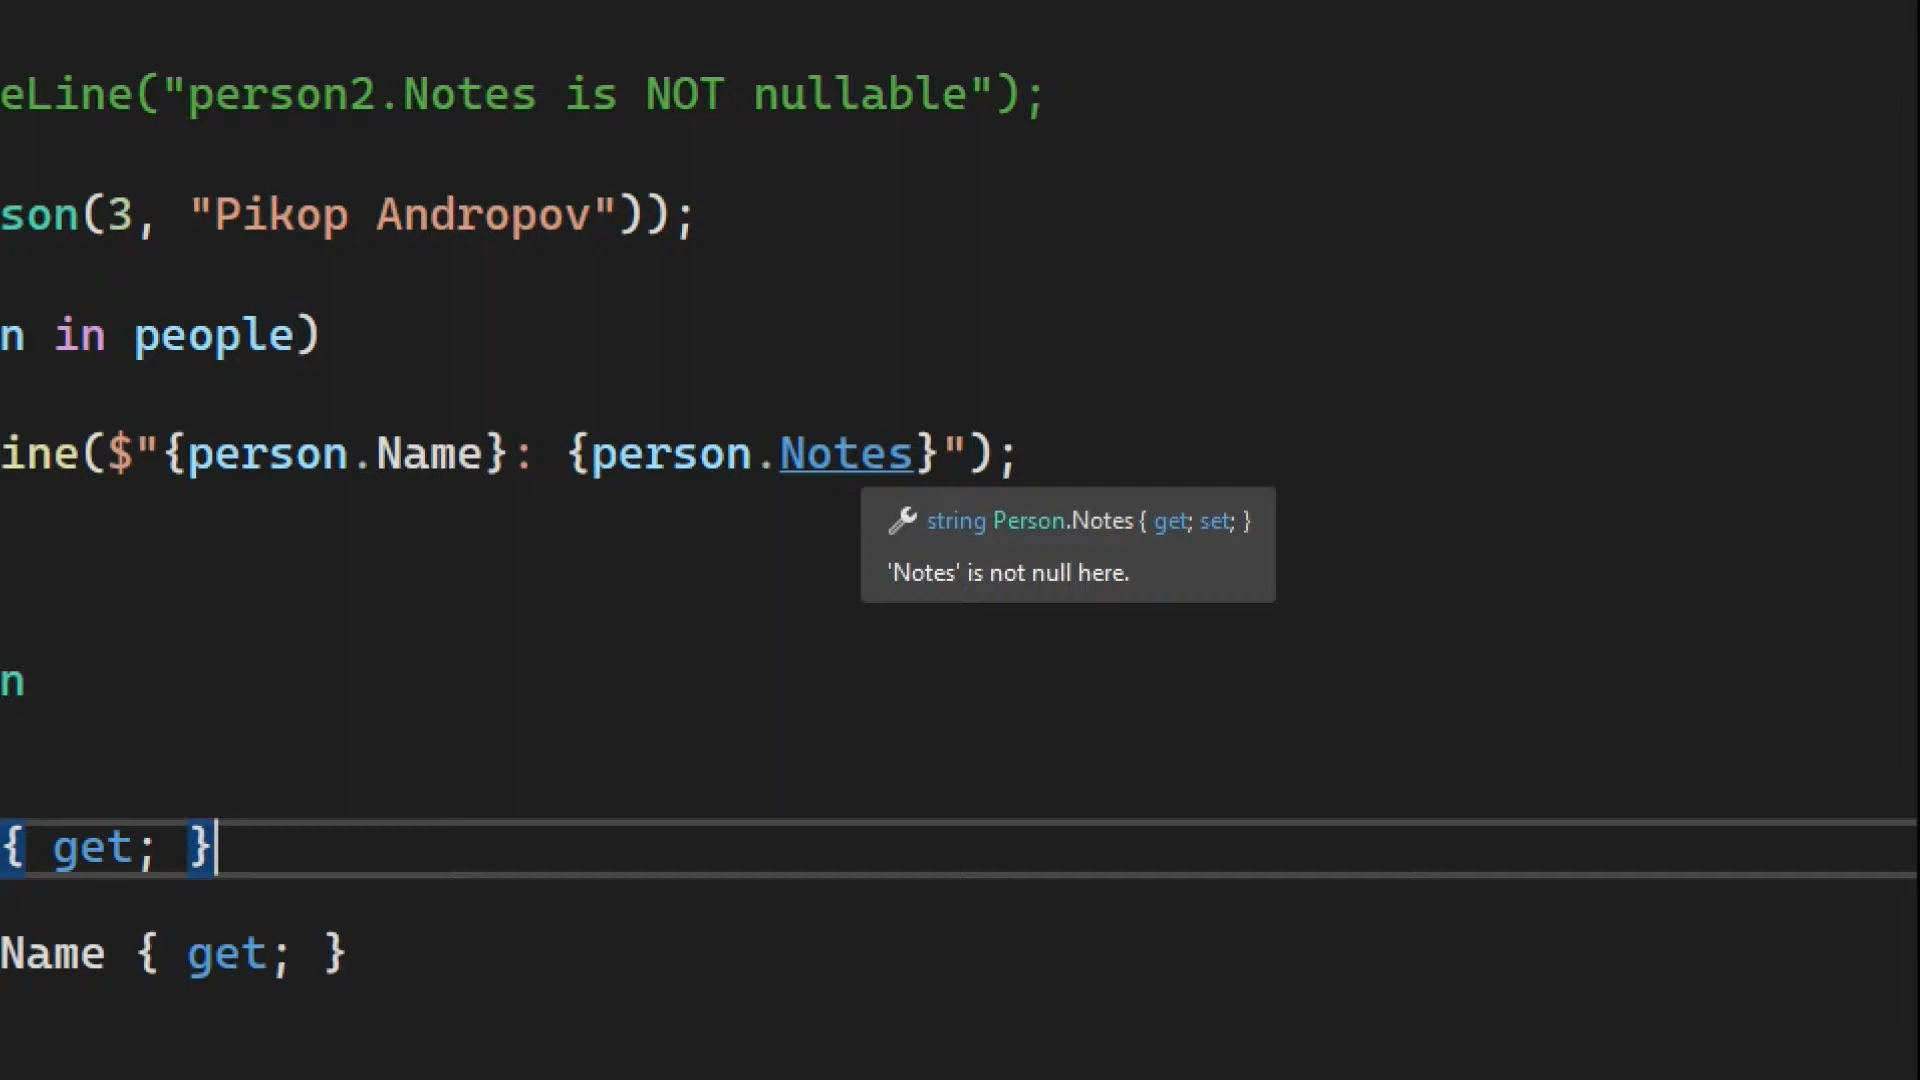 eLine("person2.Notes is NOT nullable");
son(3, "Pikop Andropov"));
n in people)
ine($"{person.Name}: {person.Notes}");
string Person.Notes { get; set; }
'Notes' is not null here.
n
{ get; }
Name { get; }